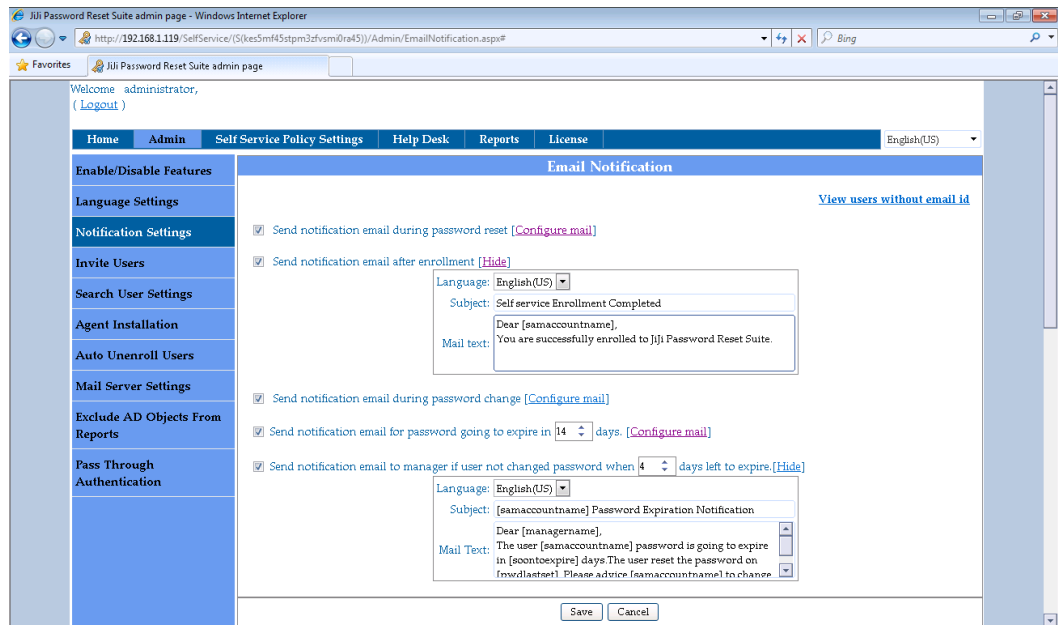 JiJi Password Reset Suite admin page - Windows Internet Explorer
http://192.168.1.119/SelfService/(S(kes5mf45stpm3zfvsmi0ra45))/Admin/EmailNotification.aspx#
Bing
Favorites
JiJi Password Reset Suite admin page
Welcome administrator,
( Logout )
Home Admin Self Service Policy Settings Help Desk Reports License English(US)
Enable/Disable Features
Language Settings
Notification Settings
Invite Users
Search User Settings
Agent Installation
Auto Unenroll Users
Mail Server Settings
Exclude AD Objects From
Reports
Pass Through
Authentication
Email Notification
View users without email id
Send notification email during password reset [Configure mail]
Send notification email after enrollment [Hide]
Language: English(US)
Subject: Self service Enrollment Completed
Mail text: Dear [samaccountname],
You are successfully enrolled to JiJi Password Reset Suite.
Send notification email during password change [Configure mail]
Send notification email for password going to expire in 14 days. [Configure mail]
Send notification email to manager if user not changed password when 4 days left to expire.[Hide]
Language: English(US)
Subject: [samaccountname] Password Expiration Notification
Mail Text: Dear [managername],
The user [samaccountname] password is going to expire
in [soontoexpire] days.The user reset the password on
[pwdlastset]. Please advice [samaccountname] to change
Save Cancel